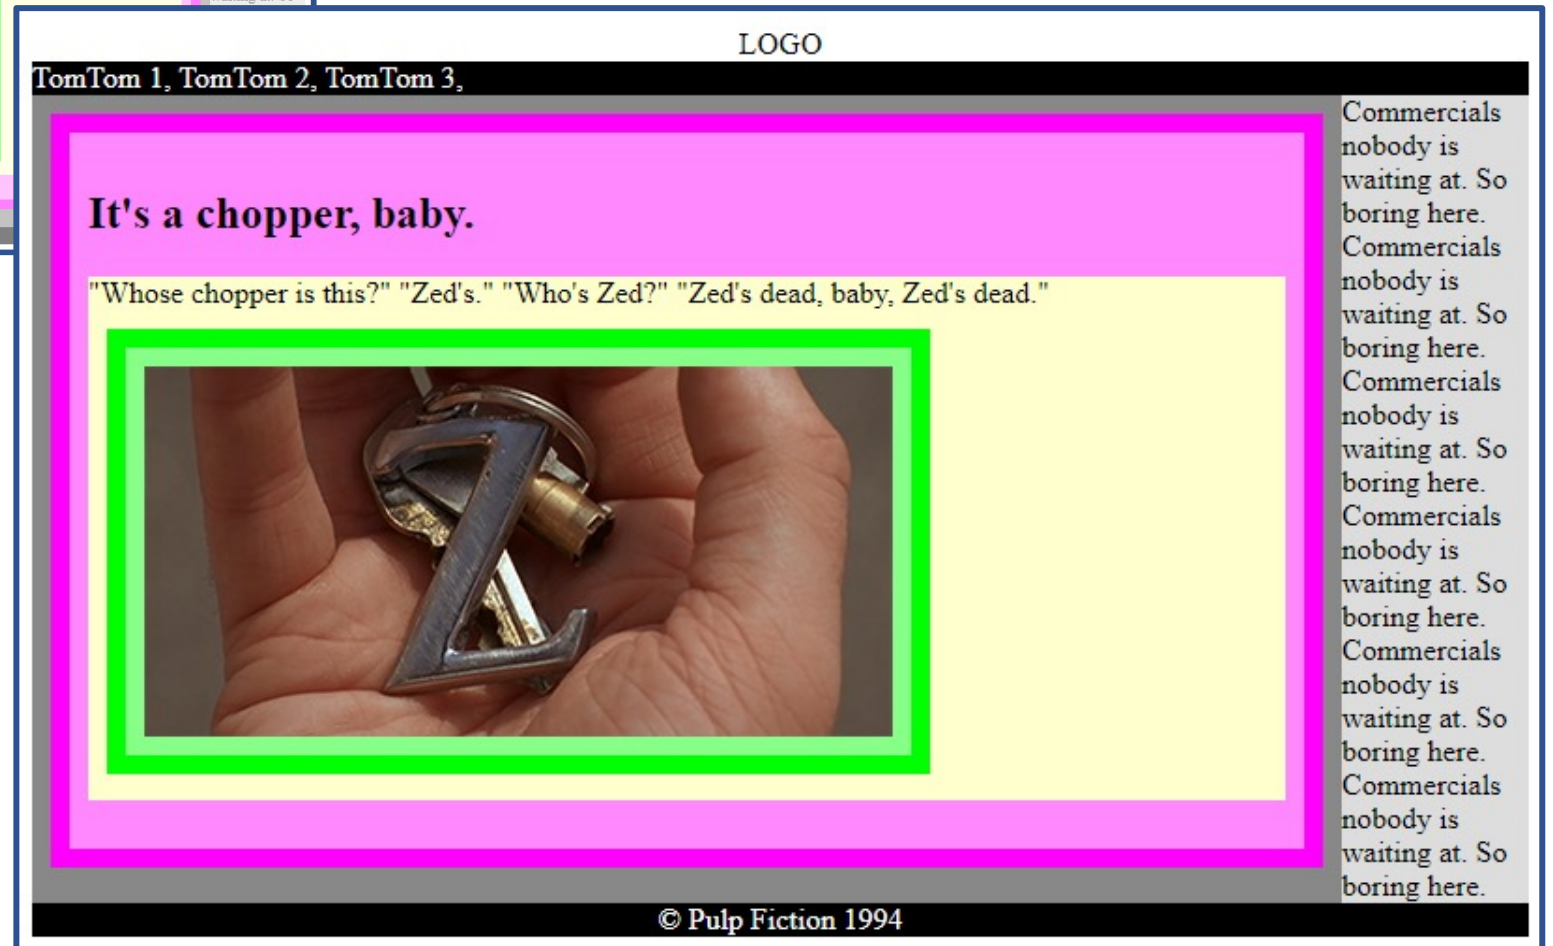 LOGO
TomTom 1, TomTom 2, TomTom 3,
It's a chopper, baby.
"Whose chopper is this?" "Zed's." "Who's Zed?" "Zed's dead, baby, Zed's dead."
Commercials
nobody is
waiting at. So
boring here.
Commercials
nobody is
waiting at. So
boring here.
Commercials
nobody is
waiting at. So
boring here.
Commercials
nobody is
waiting at. So
boring here.
Commercials
nobody is
waiting at. So
boring here.
Commercials
nobody is
waiting at. So
boring here.
© Pulp Fiction 1994